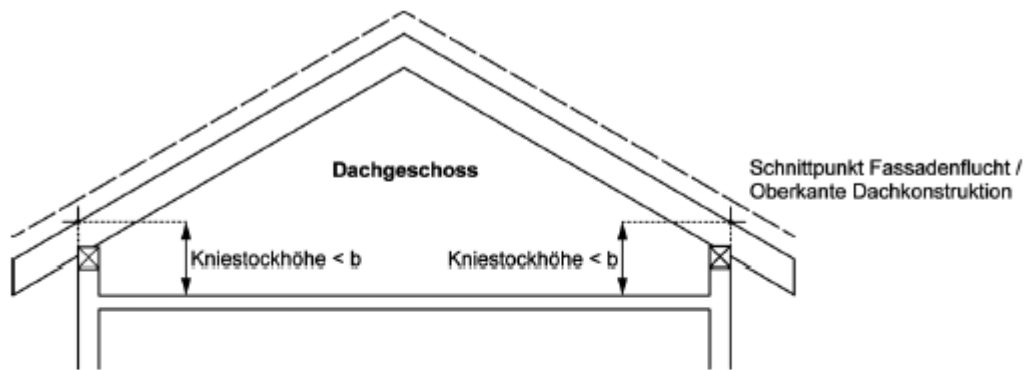 Dachgeschoss
Schnittpunkt Fassadenflucht /
Oberkante Dachkonstruktion
Kniestockhöhe < b
Kniestockhöhe < b